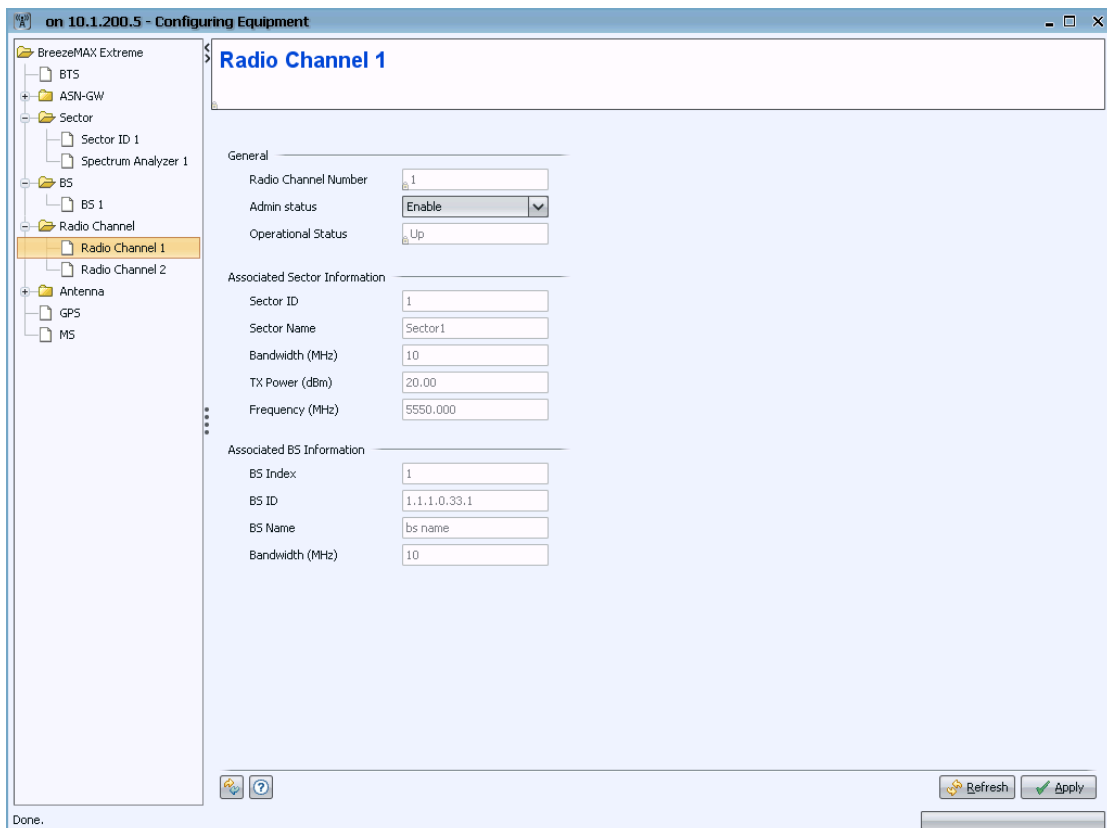 on 10.1.200.5 - Configuring Equipment
BreezeMAX Extreme
BTS
ASN-GW
Sector
Sector ID 1
Spectrum Analyzer 1
BS
BS 1
Radio Channel
Radio Channel 1
Radio Channel 2
Antenna
GPS
MS
Radio Channel 1
General
Radio Channel Number 1
Admin status Enable
Operational Status Up
Associated Sector Information
Sector ID 1
Sector Name Sector1
Bandwidth (MHz) 10
TX Power (dBm) 20.00
Frequency (MHz) 5550.000
Associated BS Information
BS Index 1
BS ID 1.1.1.0.33.1
BS Name bs name
Bandwidth (MHz) 10
Refresh Apply
Done.